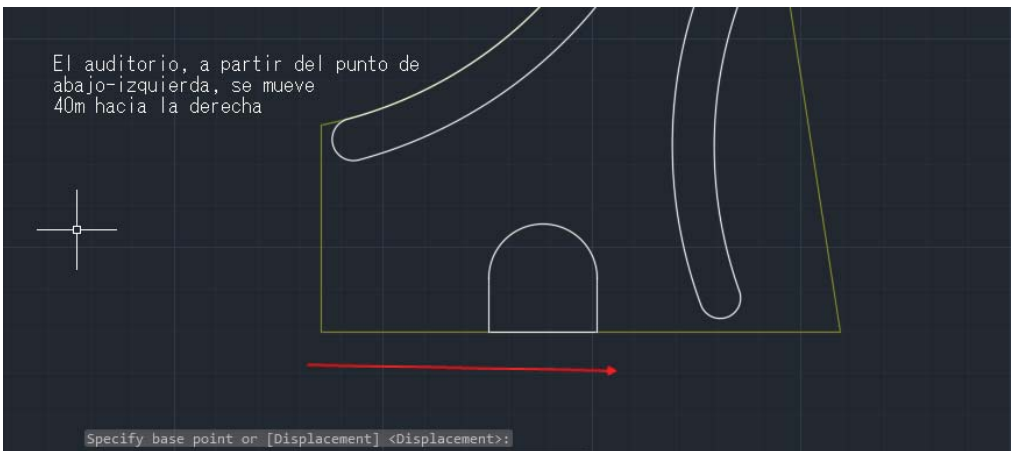 El auditorio, a partir del punto de
abajo-izquierda, se mueve
40m hacia la derecha
Specify base point or [Displacement] <Displacement>: